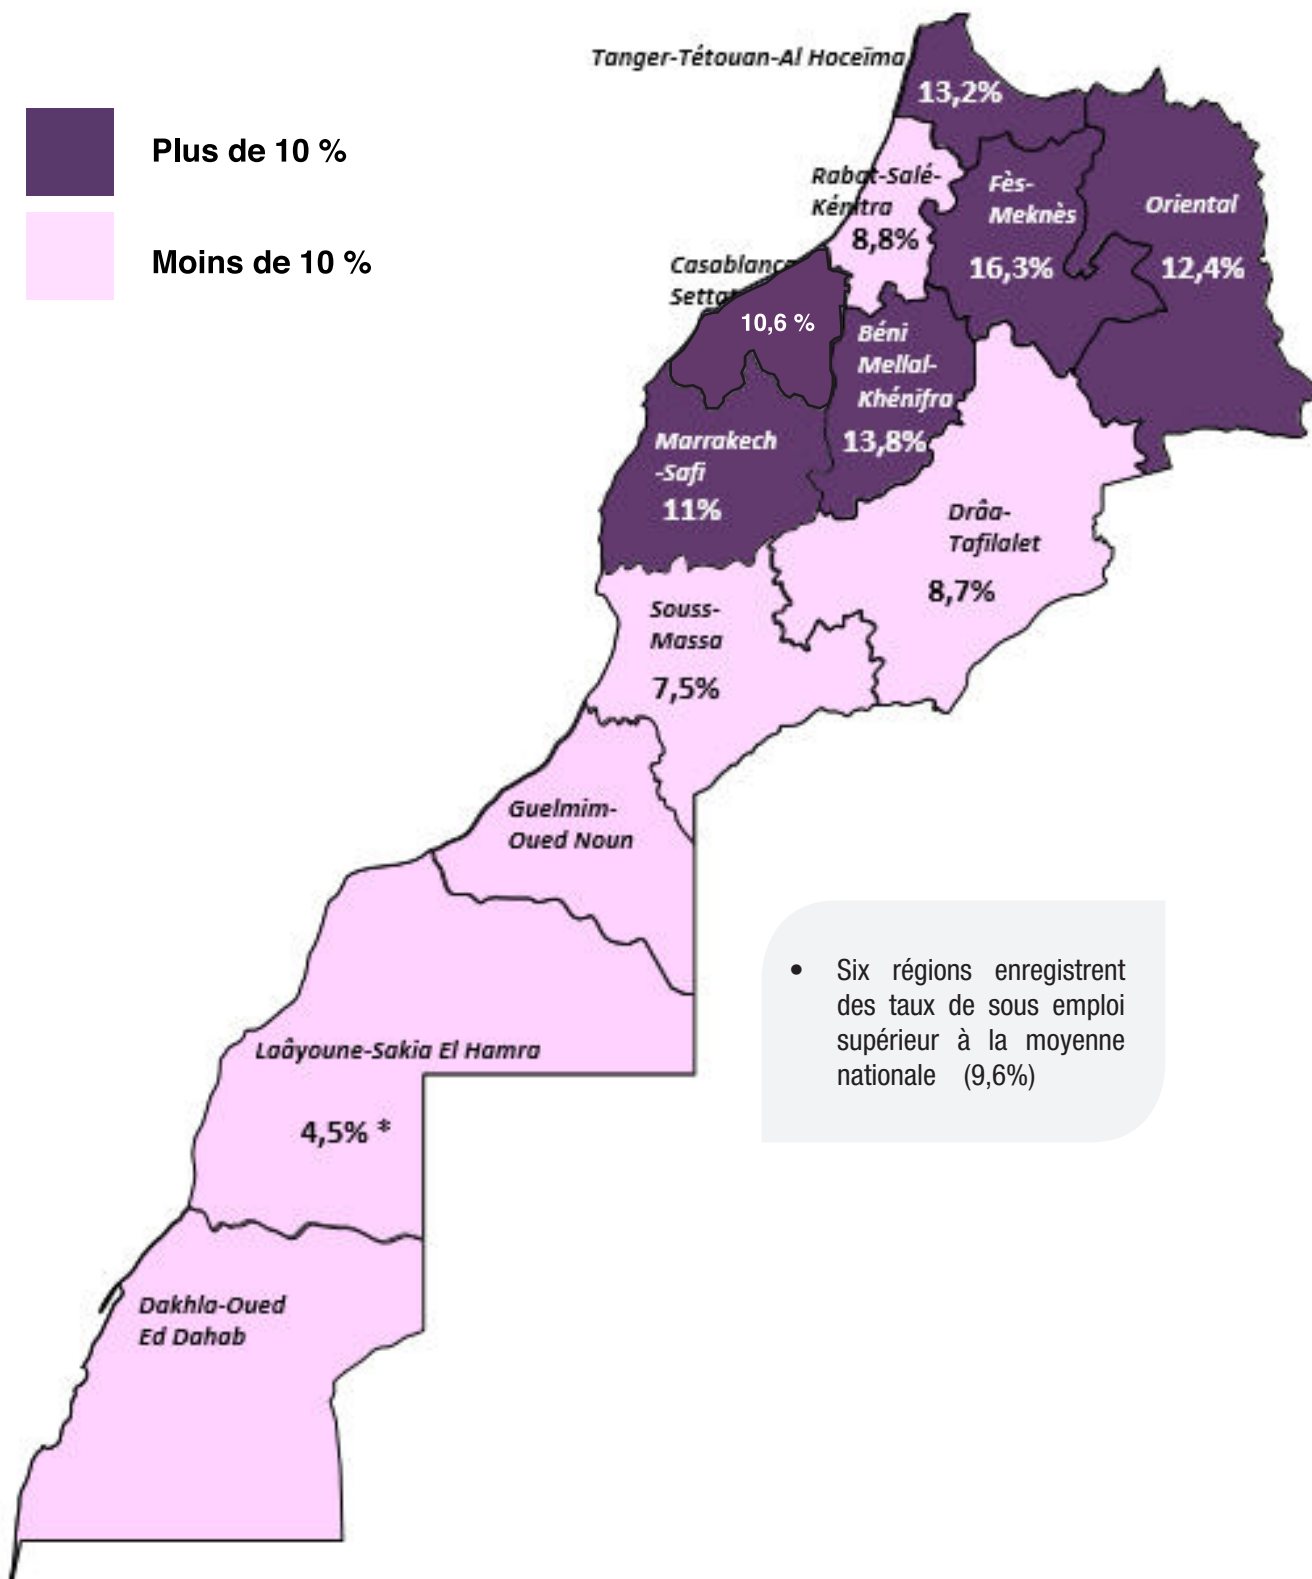 Tanger-Tétouan-Al Hoceïma
13,2%
Plus de 10 %
Moins de 10 %
Rabat-Salé-
Kénitra
8,8%
Fès-
Meknès
16,3%
Oriental
12,4%
Casablanca
Settat
10,6 %
Béni
Mellal-
Khénifra
13,8%
Marrakech
-Safi
11%
Drâa-
Tafilalet
8,7%
Souss-
Massa
7,5%
Guelmim-
Oued Noun
Laâyoune-Sakia El Hamra
4,5% *
Dakhla-Oued
Ed Dahab
• Six régions enregistrent
des taux de sous emploi
supérieur à la moyenne
nationale (9,6%)